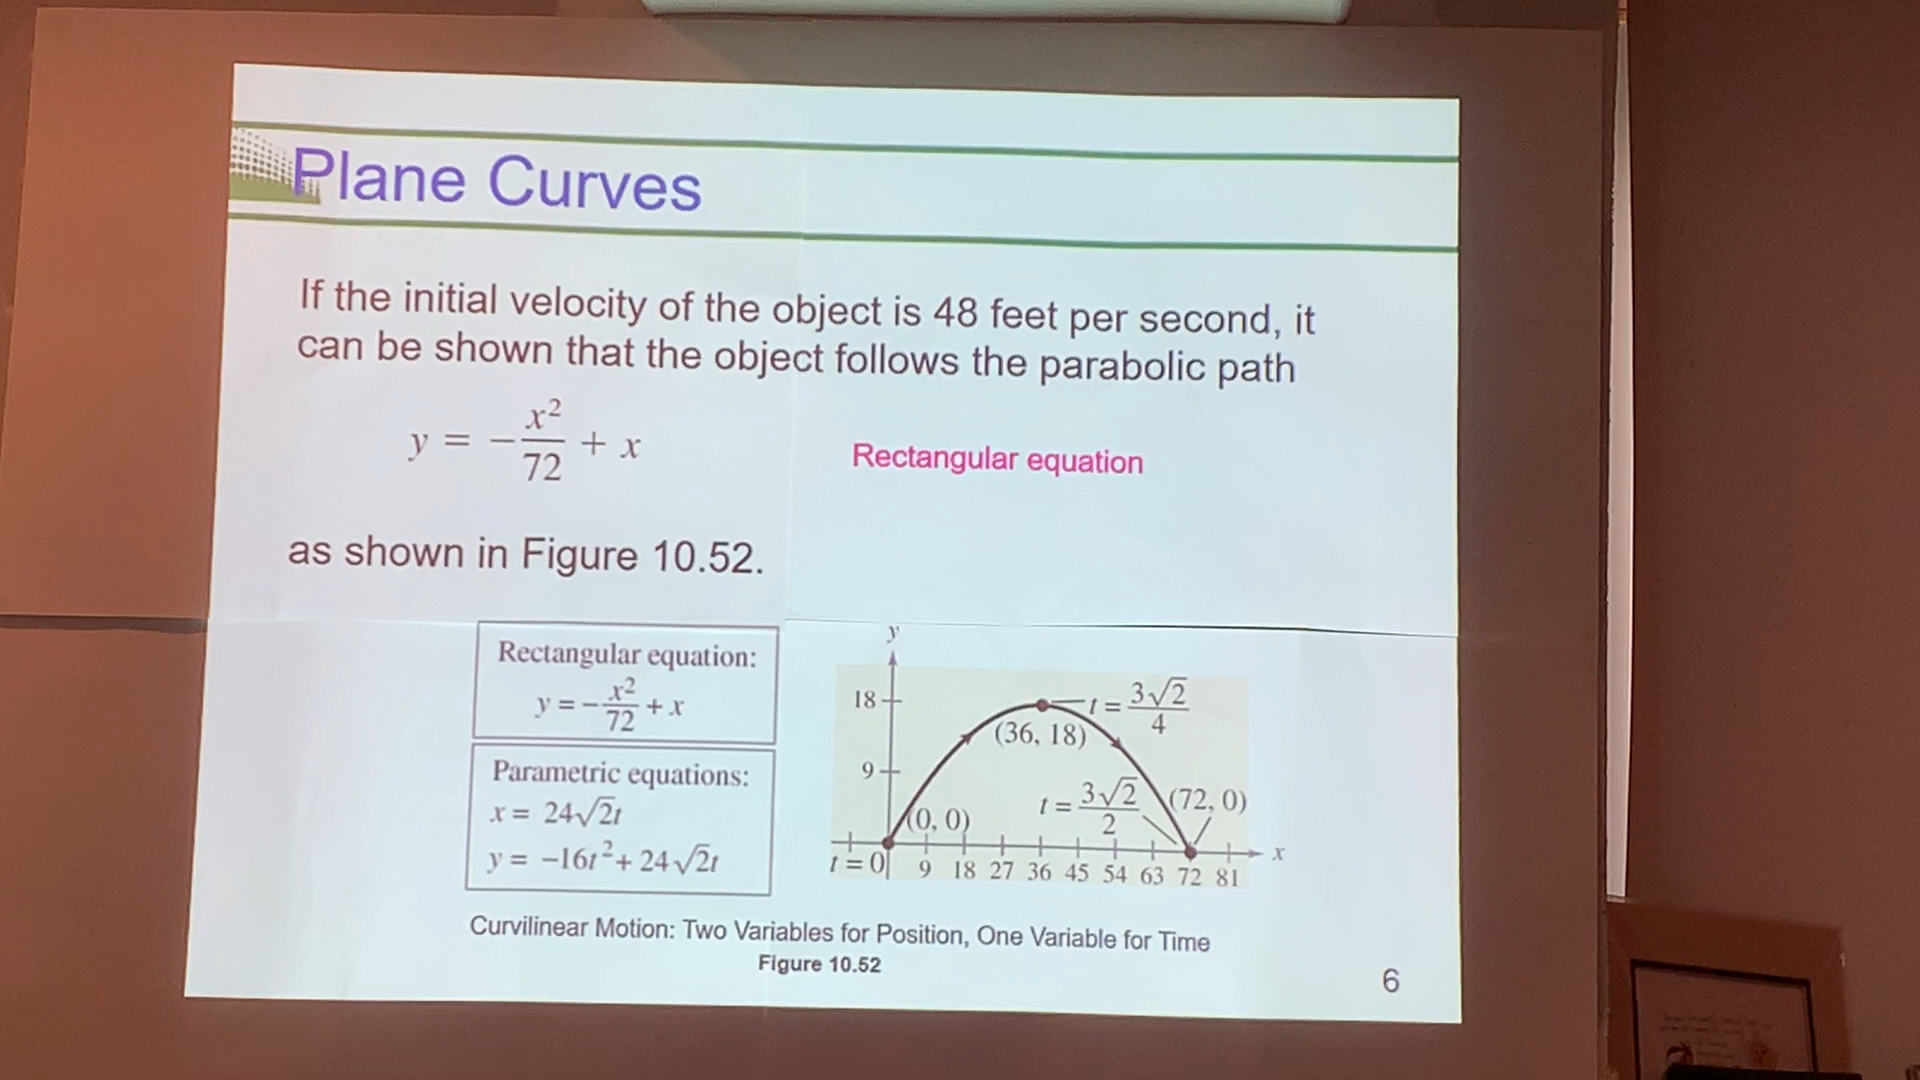 Plane Curves
If the initial velocity of the object is 48 feet per second, it
can be shown that the object follows the parabolic path
y = -x²/72 + x
Rectangular equation
as shown in Figure 10.52.
Rectangular equation:
y = -x²/72 + x
Parametric equations:
x = 24√2t
y = -16t² + 24√2t
y
18
t = 3√2/4
(36, 18)
9
t = 3√2/2
(72, 0)
(0, 0)
x
t = 0
9 18 27 36 45 54 63 72 81
Curvilinear Motion: Two Variables for Position, One Variable for Time
Figure 10.52
6